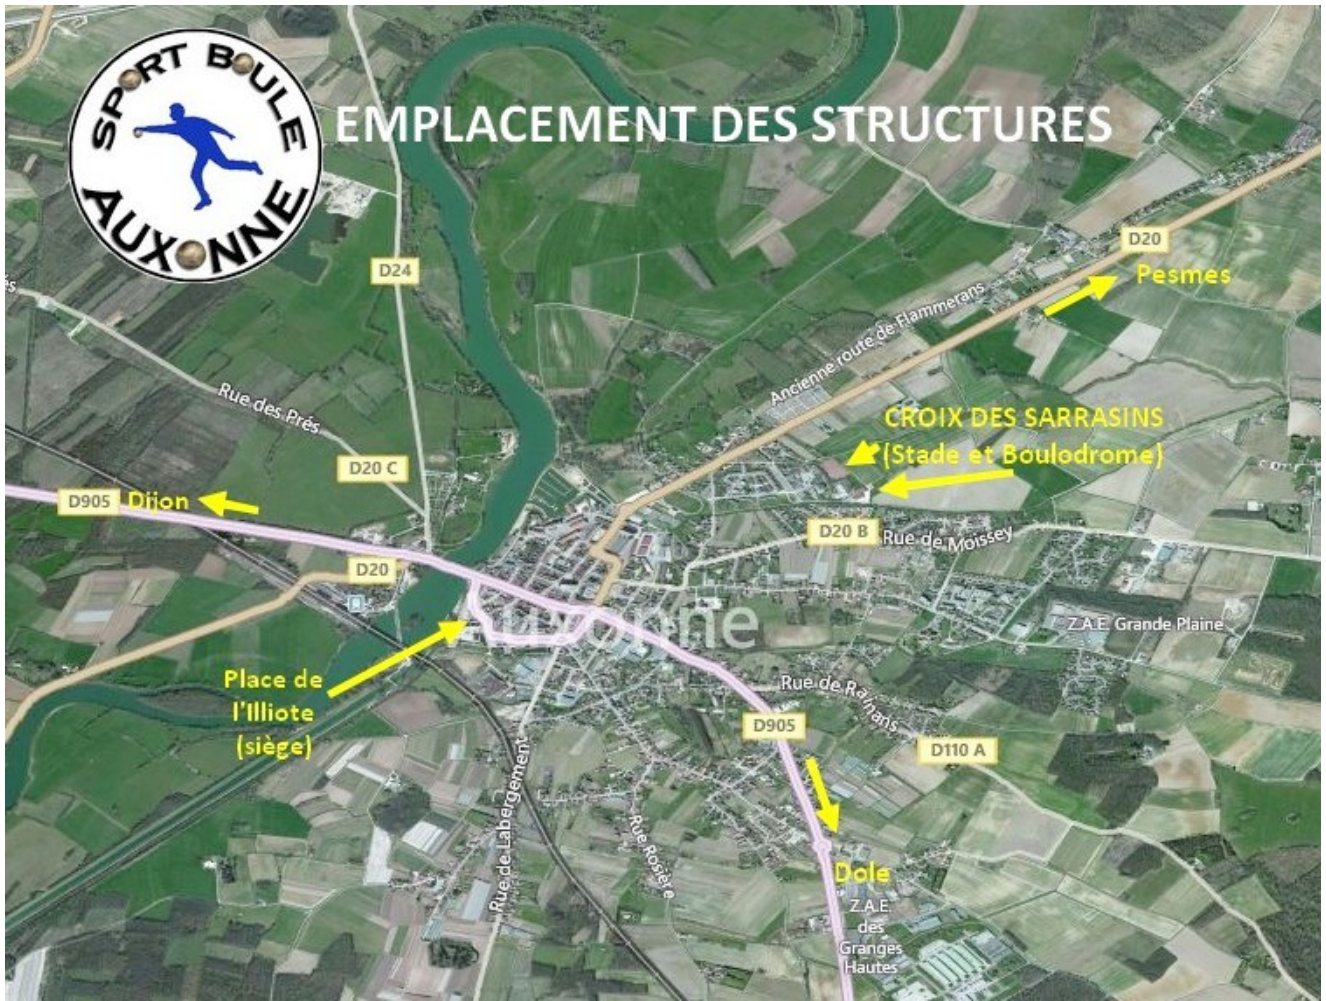 SPORT BOULE
AUXONNE
EMPLACEMENT DES STRUCTURES
D24
D20
Pesmes
Ancienne route de Flammerans
Rue des Prés
CROIX DES SARRASINS
(Stade et Boulodrome)
D20 C
D905
Dijon
D20 B
Rue de Moissey
D20
Auxonne
Z.A.E. Grande Plaine
Place de
l'Illiote
(siège)
Rue de Rainans
D905
D110 A
Rue de Labergement
Rue Rosière
Dole
Z.A.E.
des
Granges
Hautes